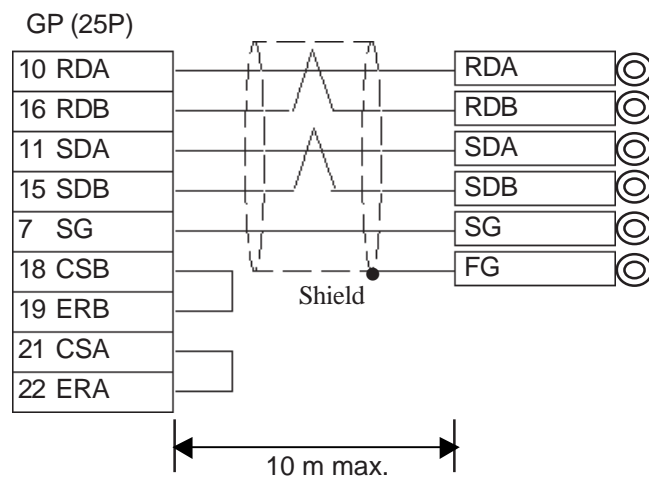 GP (25P)
10 RDA RDA
16 RDB RDB
11 SDA SDA
15 SDB SDB
7 SG SG
18 CSB FG
Shield
19 ERB
21 CSA
22 ERA
10 m max.